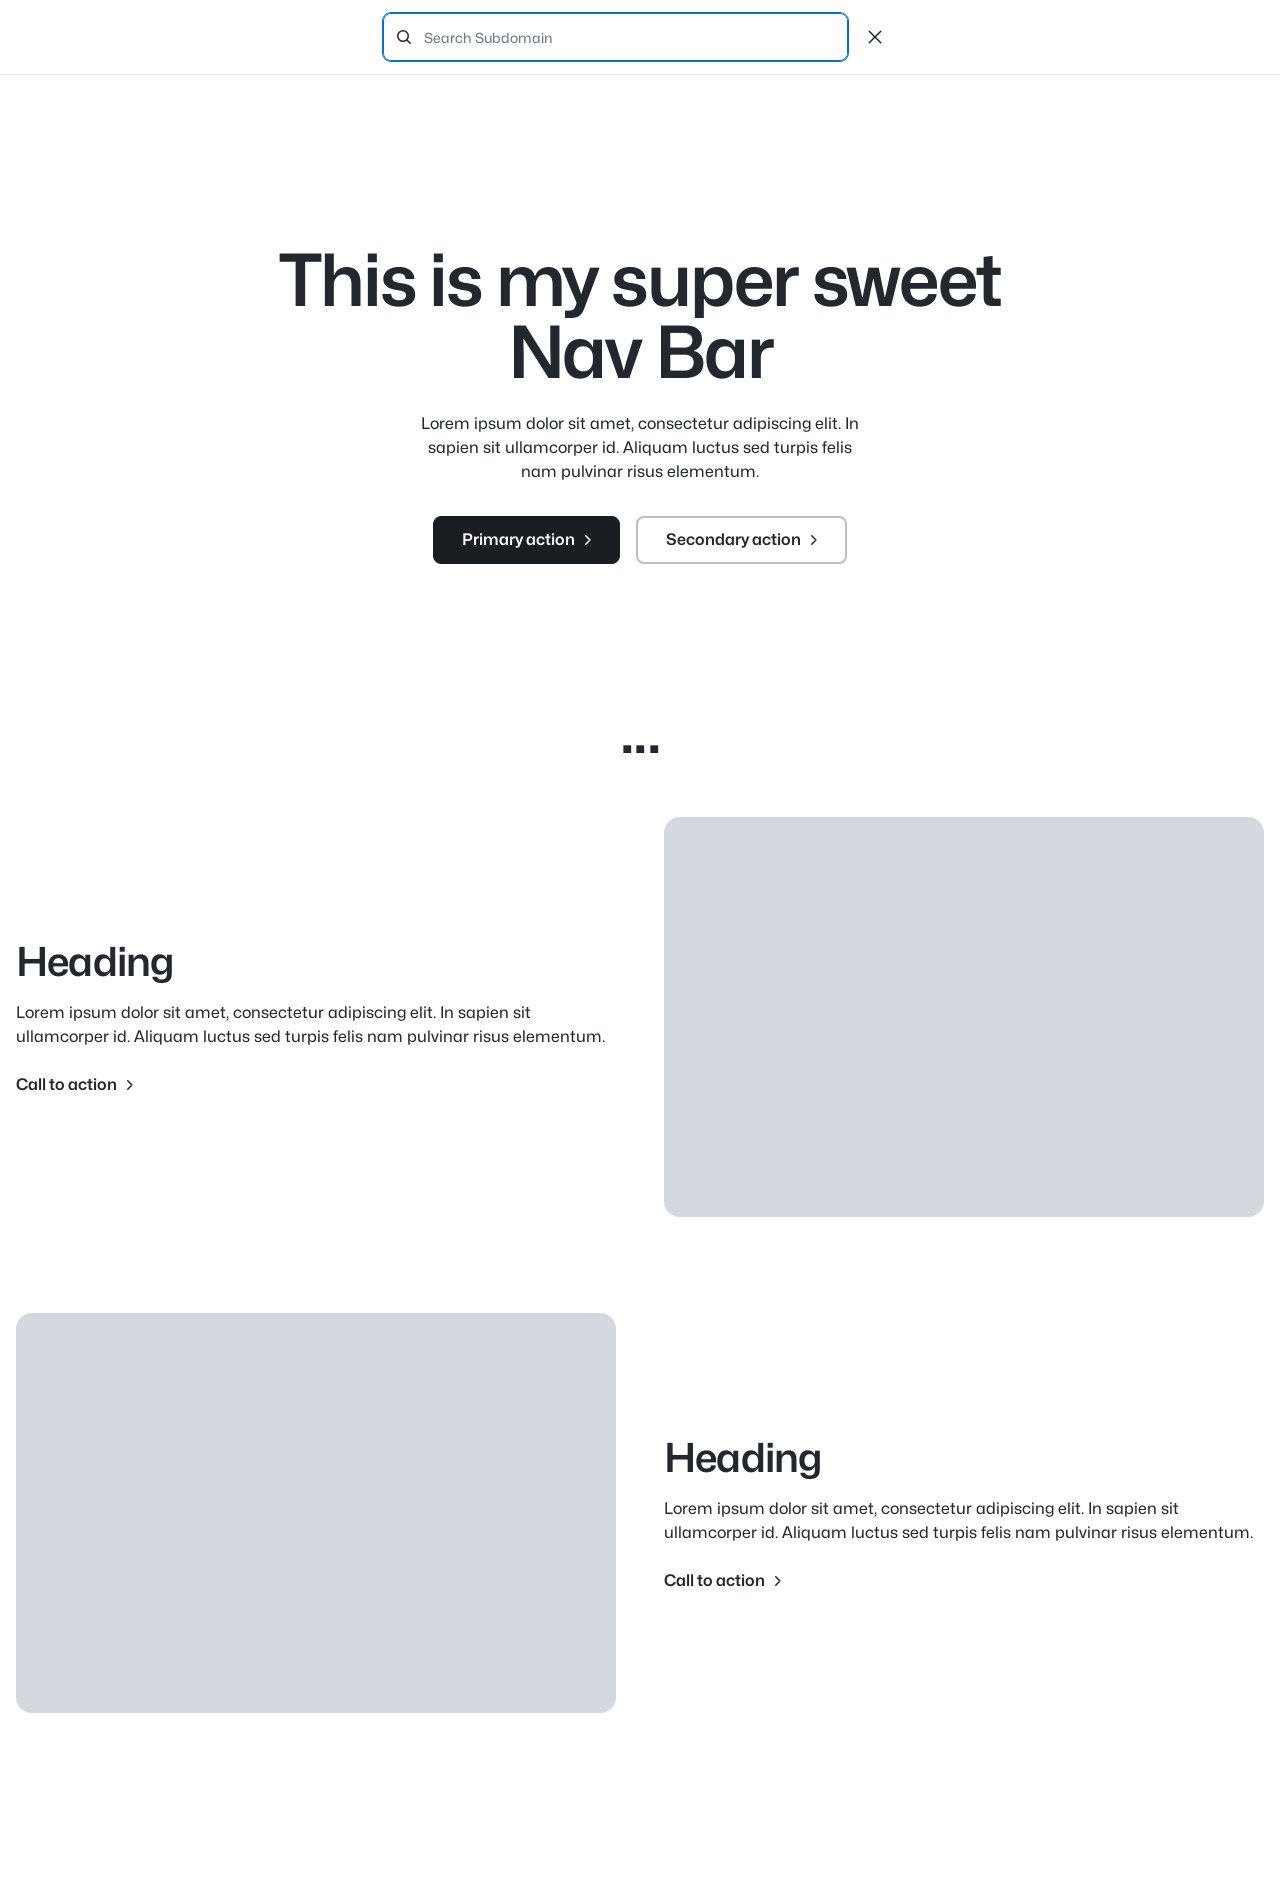 Search Subdomain
This is my super sweet
Nav Bar
Lorem ipsum dolor sit amet, consectetur adipiscing elit. In
sapien sit ullamcorper id. Aliquam luctus sed turpis felis
nam pulvinar risus elementum.
Primary action
Secondary action
...
Heading
Lorem ipsum dolor sit amet, consectetur adipiscing elit. In sapien sit
ullamcorper id. Aliquam luctus sed turpis felis nam pulvinar risus elementum.
Call to action
Heading
Lorem ipsum dolor sit amet, consectetur adipiscing elit. In sapien sit
ullamcorper id. Aliquam luctus sed turpis felis nam pulvinar risus elementum.
Call to action